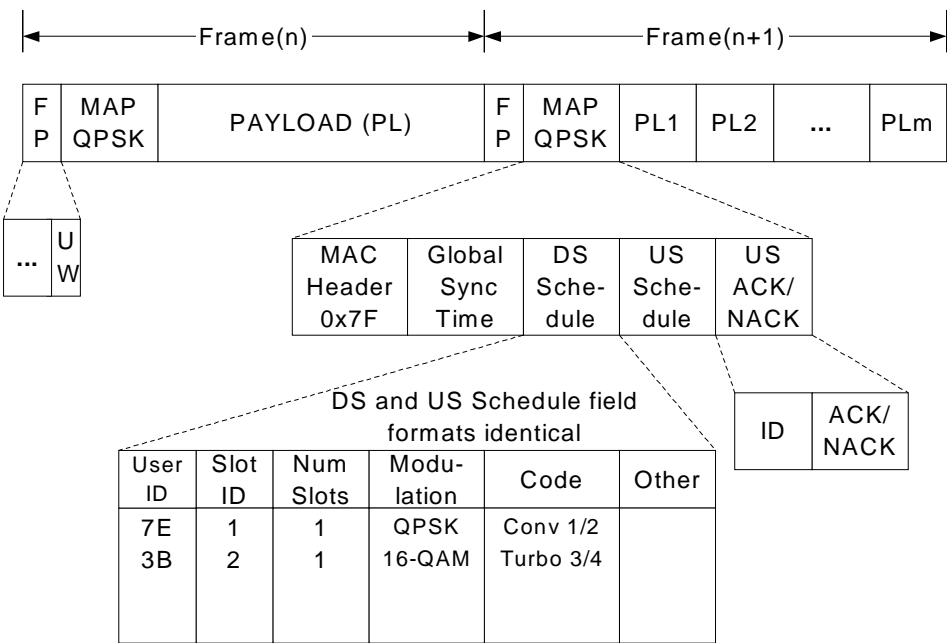 Frame(n) Frame(n+1)
F P MAP QPSK PAYLOAD (PL) F P MAP QPSK PL1 PL2 ... PLm
... U W
MAC Header 0x7F
Global Sync Time
DS Sche- dule
US Sche- dule
US ACK/ NACK
DS and US Schedule field
formats identical
ID ACK/ NACK
User ID Slot ID Num Slots Modu- lation Code Other
7E 1 1 QPSK Conv 1/2
3B 2 1 16-QAM Turbo 3/4